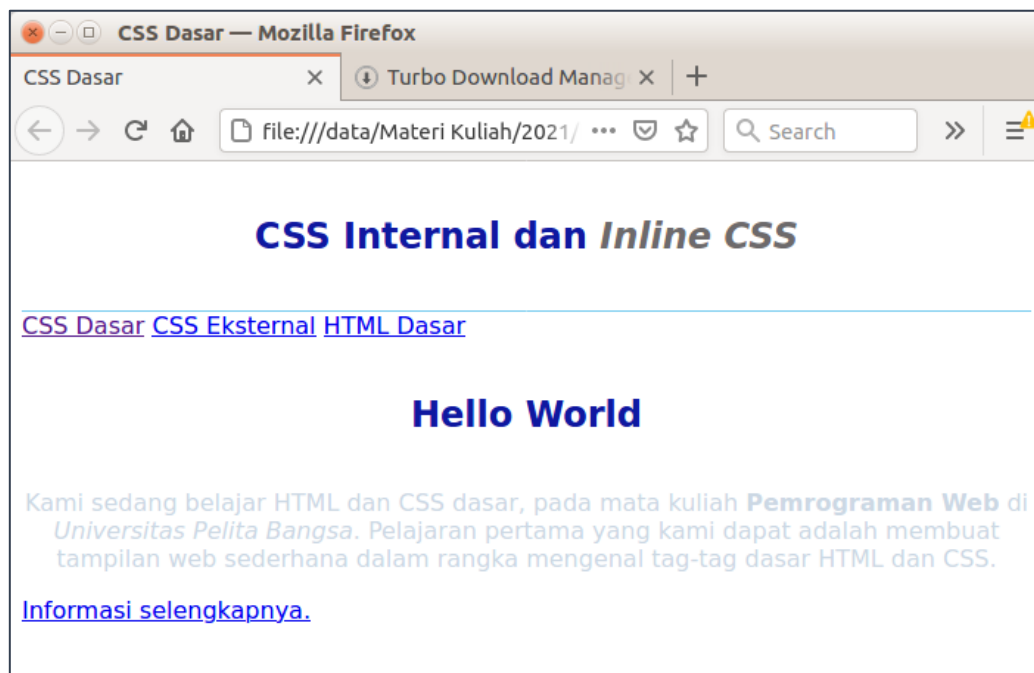 CSS Dasar — Mozilla Firefox
CSS Dasar Turbo Download Manag
file:///data/Materi Kuliah/2021/ Search
CSS Internal dan Inline CSS
CSS Dasar CSS Eksternal HTML Dasar
Hello World
Kami sedang belajar HTML dan CSS dasar, pada mata kuliah Pemrograman Web di
Universitas Pelita Bangsa. Pelajaran pertama yang kami dapat adalah membuat
tampilan web sederhana dalam rangka mengenal tag-tag dasar HTML dan CSS.
Informasi selengkapnya.